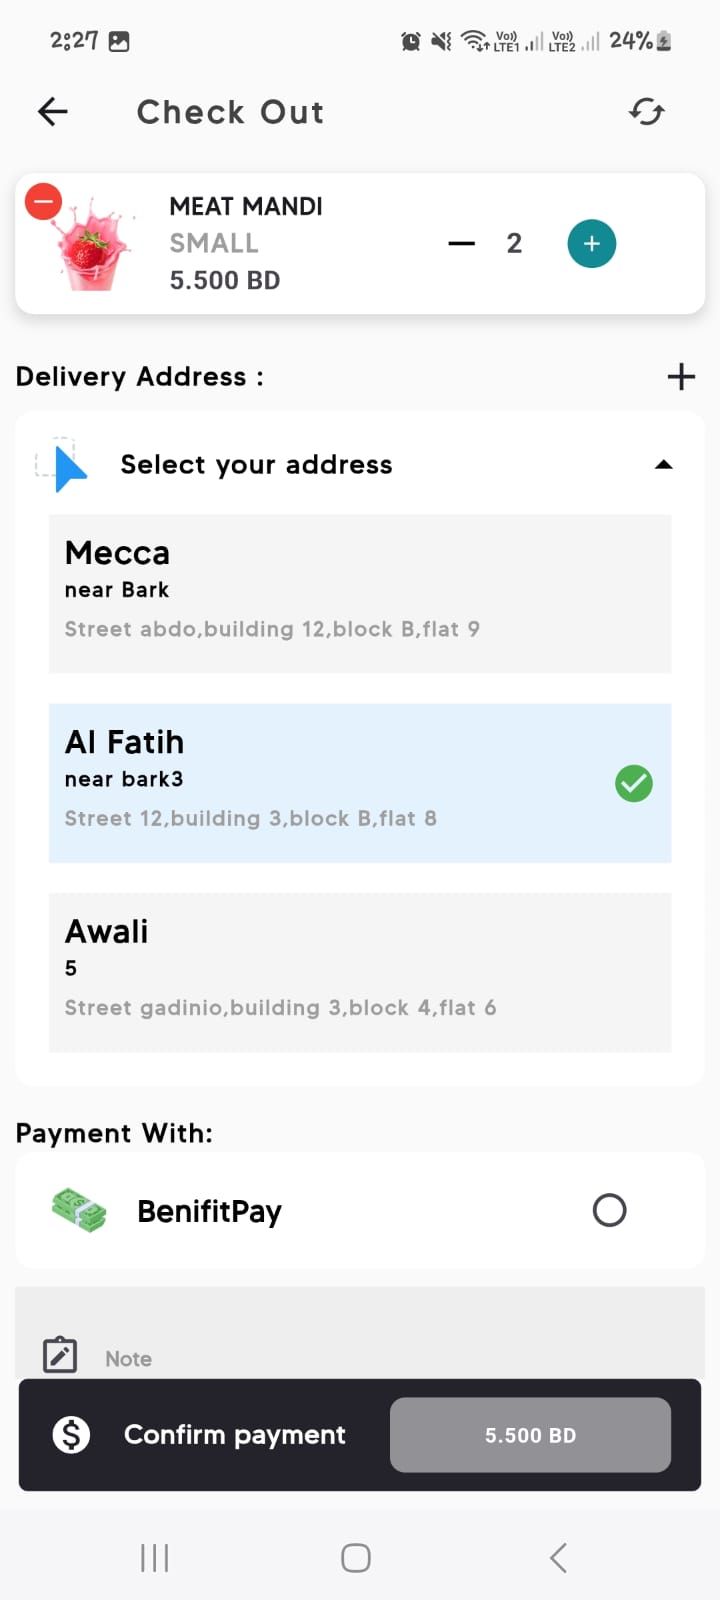 2:27
Vo)) LTE1
Vo)) LTE2
24%
Check Out
MEAT MANDI
SMALL
5.500 BD
2
Delivery Address :
Select your address
Mecca
near Bark
Street abdo,building 12,block B,flat 9
Al Fatih
near bark3
Street 12,building 3,block B,flat 8
Awali
5
Street gadinio,building 3,block 4,flat 6
Payment With:
BenifitPay
Note
Confirm payment
5.500 BD